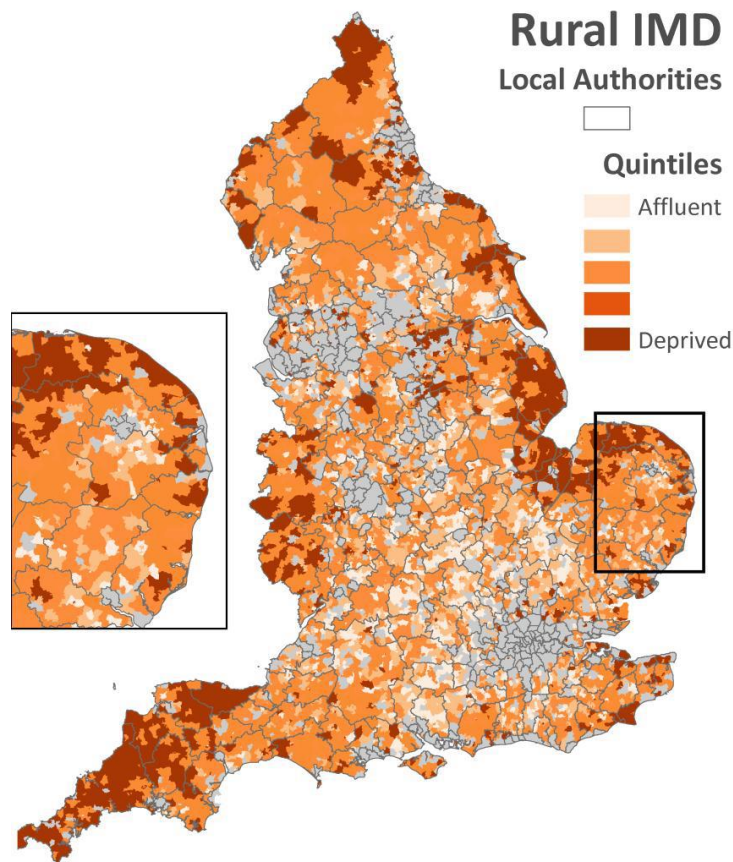 Rural IMD
Local Authorities
Quintiles
Affluent
Deprived